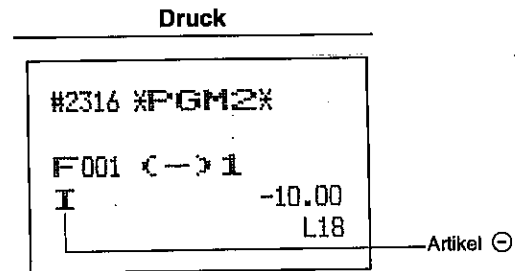 Druck
#2316 *PGM2*
F001 (-)1
I -10.00
L18
Artikel ⊖